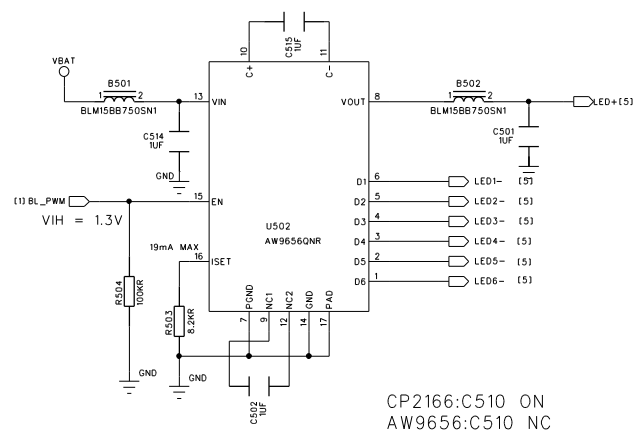 C515
1UF
10
11
C+
C-
VBAT
B501
1 2
BLM15BB750SN1
13
VIN
C514
1UF
GND
VOUT
8
B502
1 2
BLM15BB750SN1
LED+[5]
C501
1UF
[1] BL_PWM
VIH = 1.3V
15
EN
D1 6 LED1- [5]
D2 5 LED2- [5]
D3 4 LED3- [5]
D4 3 LED4- [5]
D5 2 LED5- [5]
D6 1 LED6- [5]
U502
AW9656QNR
19mA MAX
16
ISET
R504
100KR
R503
8.2KR
PGND
NC1
NC2
GND
PAD
7
9
12
14
17
GND
GND
C502
1UF
CP2166:C510 ON
AW9656:C510 NC